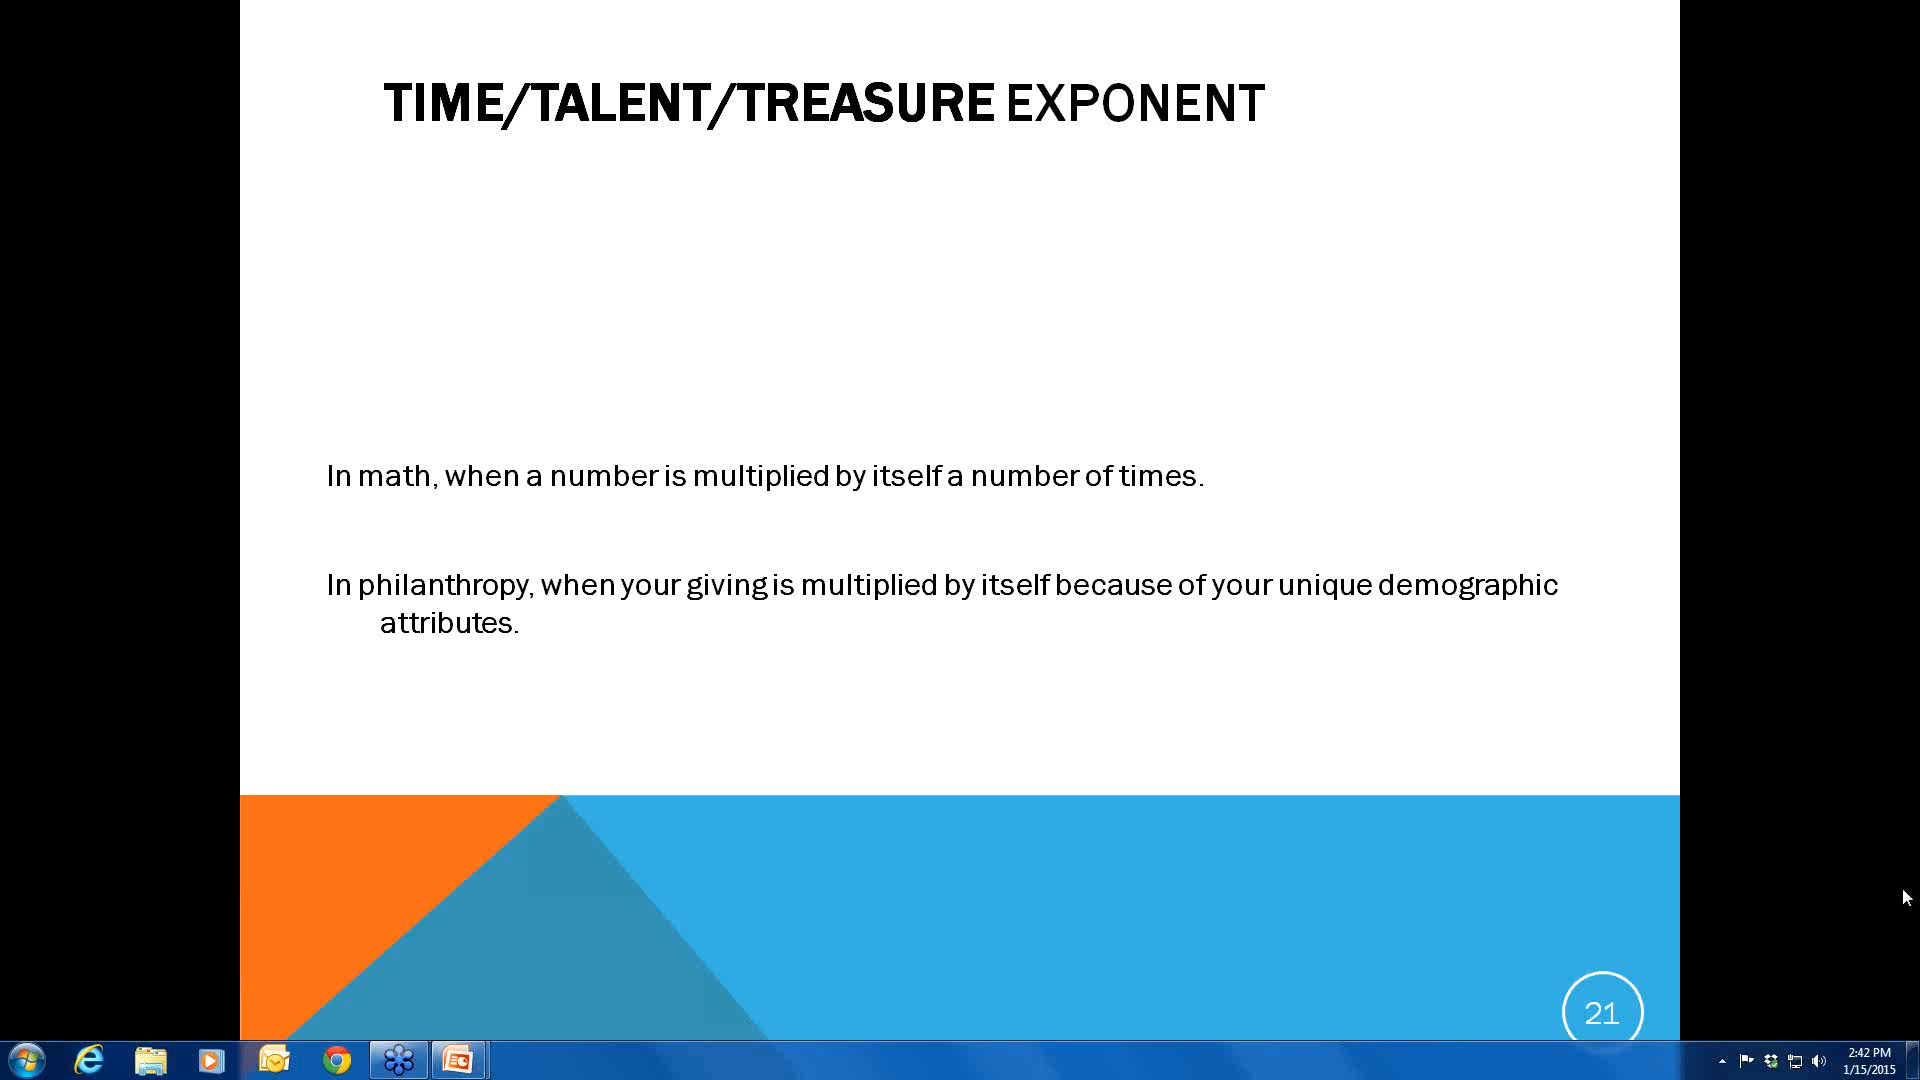 TIME/TALENT/TREASURE EXPONENT
In math, when a number is multiplied by itself a number of times.
In philanthropy, when your giving is multiplied by itself because of your unique demographic
attributes.
21
2:42 PM
1/15/2015